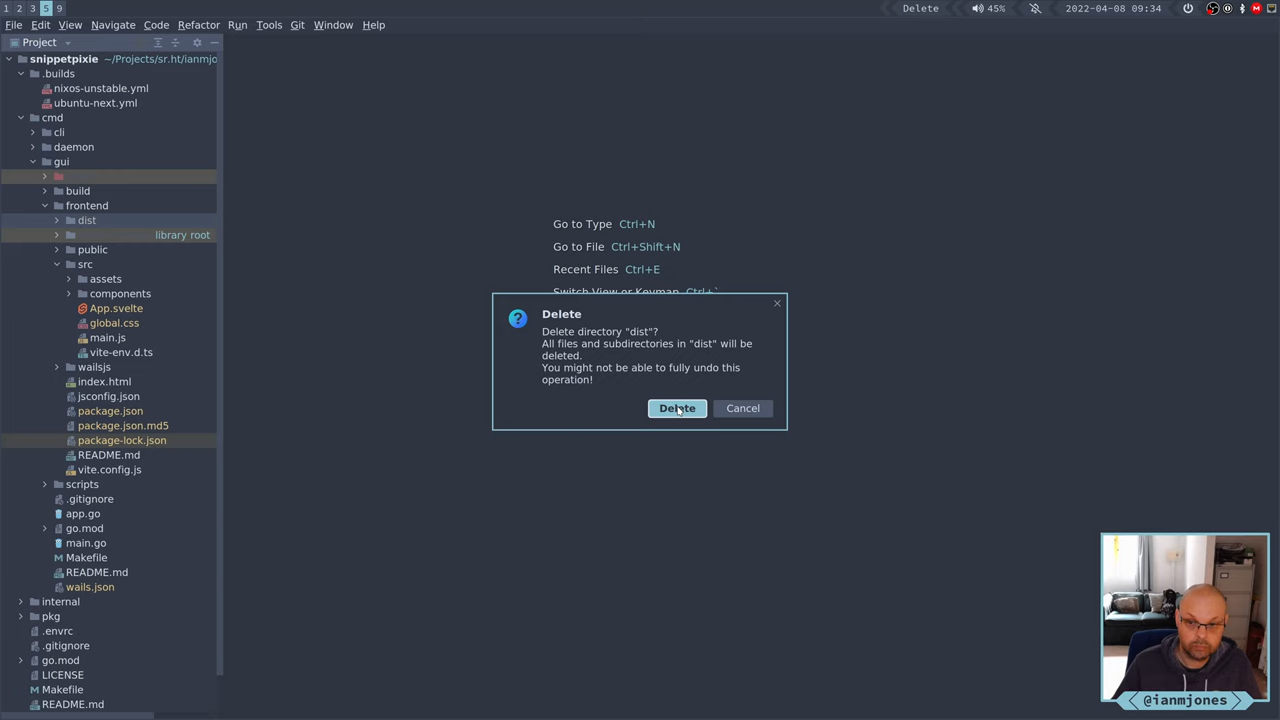 1 2 3 5 9
Delete
45%
2022-04-08 09:34
File Edit View Navigate Code Refactor Run Tools Git Window Help
Project
snippetpixie ~/Projects/sr.ht/ianmjo
.builds
nixos-unstable.yml
ubuntu-next.yml
cmd
cli
daemon
gui
build
frontend
dist
library root
public
src
assets
components
App.svelte
global.css
main.js
vite-env.d.ts
wailsjs
index.html
jsconfig.json
package.json
package.json.md5
package-lock.json
README.md
vite.config.js
scripts
.gitignore
app.go
go.mod
main.go
Makefile
README.md
wails.json
internal
pkg
.envrc
.gitignore
go.mod
LICENSE
Makefile
README.md
Go to Type Ctrl+N
Go to File Ctrl+Shift+N
Recent Files Ctrl+E
Switch View or Keymap Ctrl+`
Delete
Delete directory "dist"?
All files and subdirectories in "dist" will be
deleted.
You might not be able to fully undo this
operation!
Delete Cancel
@ianmjones